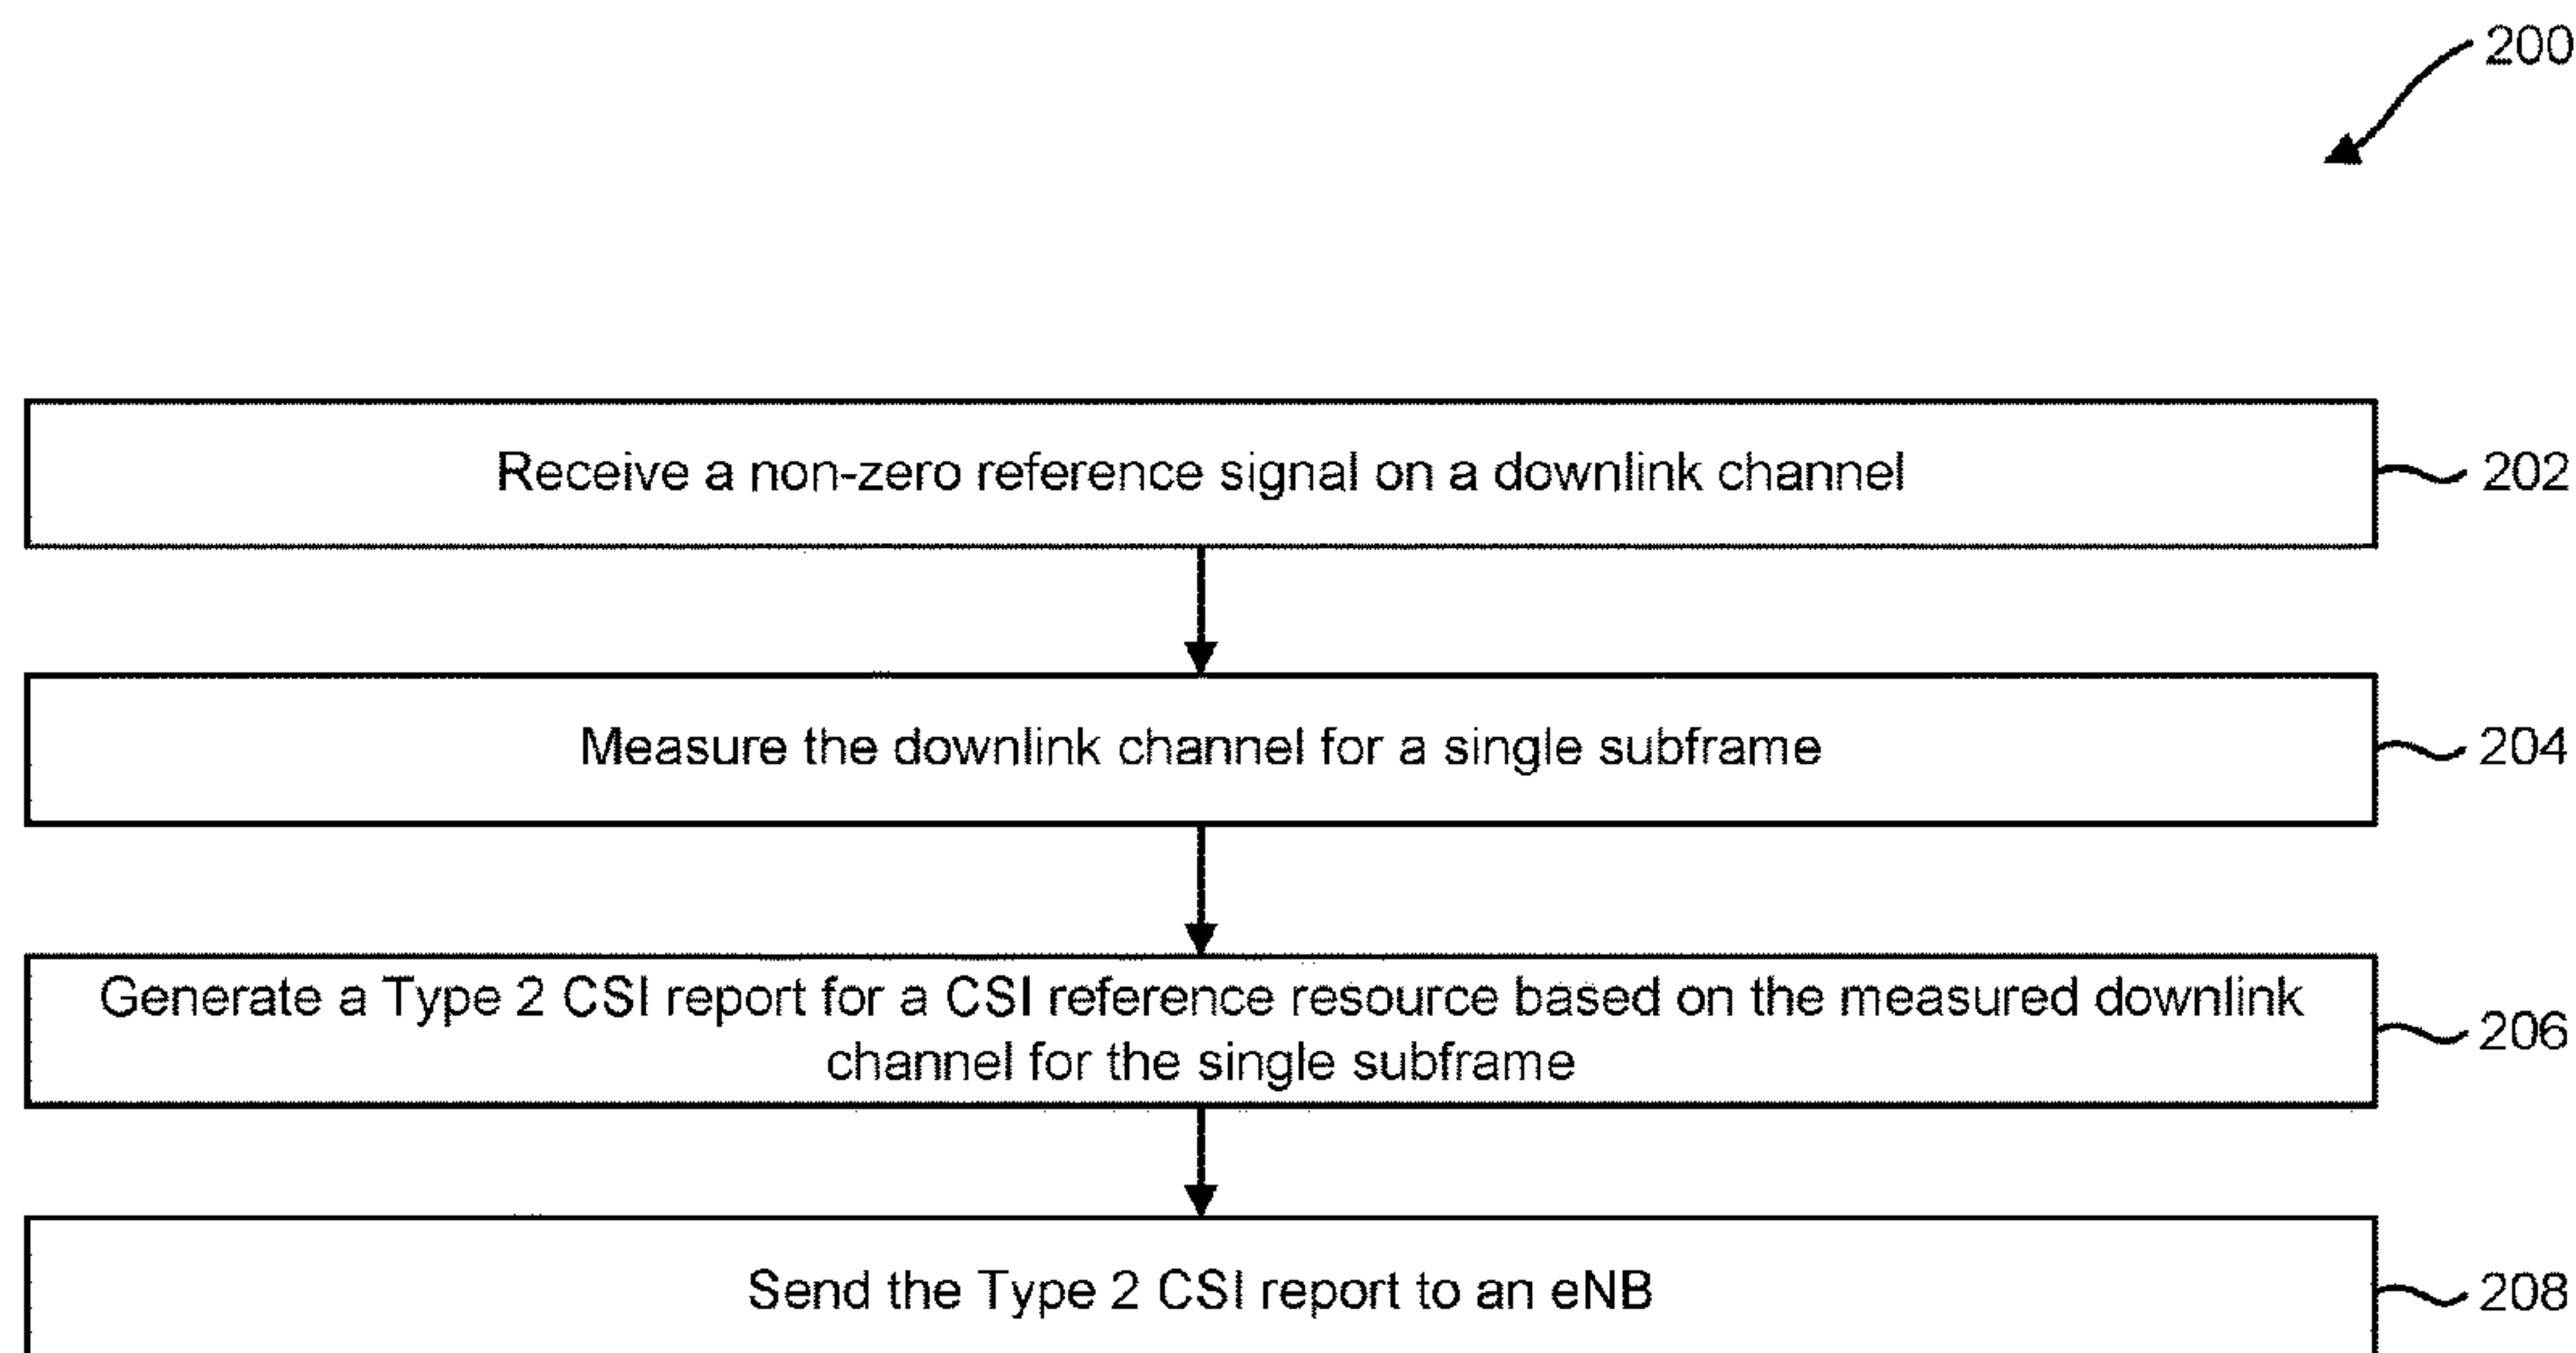 200
Receive a non-zero reference signal on a downlink channel
202
Measure the downlink channel for a single subframe
204
Generate a Type 2 CSI report for a CSI reference resource based on the measured downlink
channel for the single subframe
206
Send the Type 2 CSI report to an eNB
208